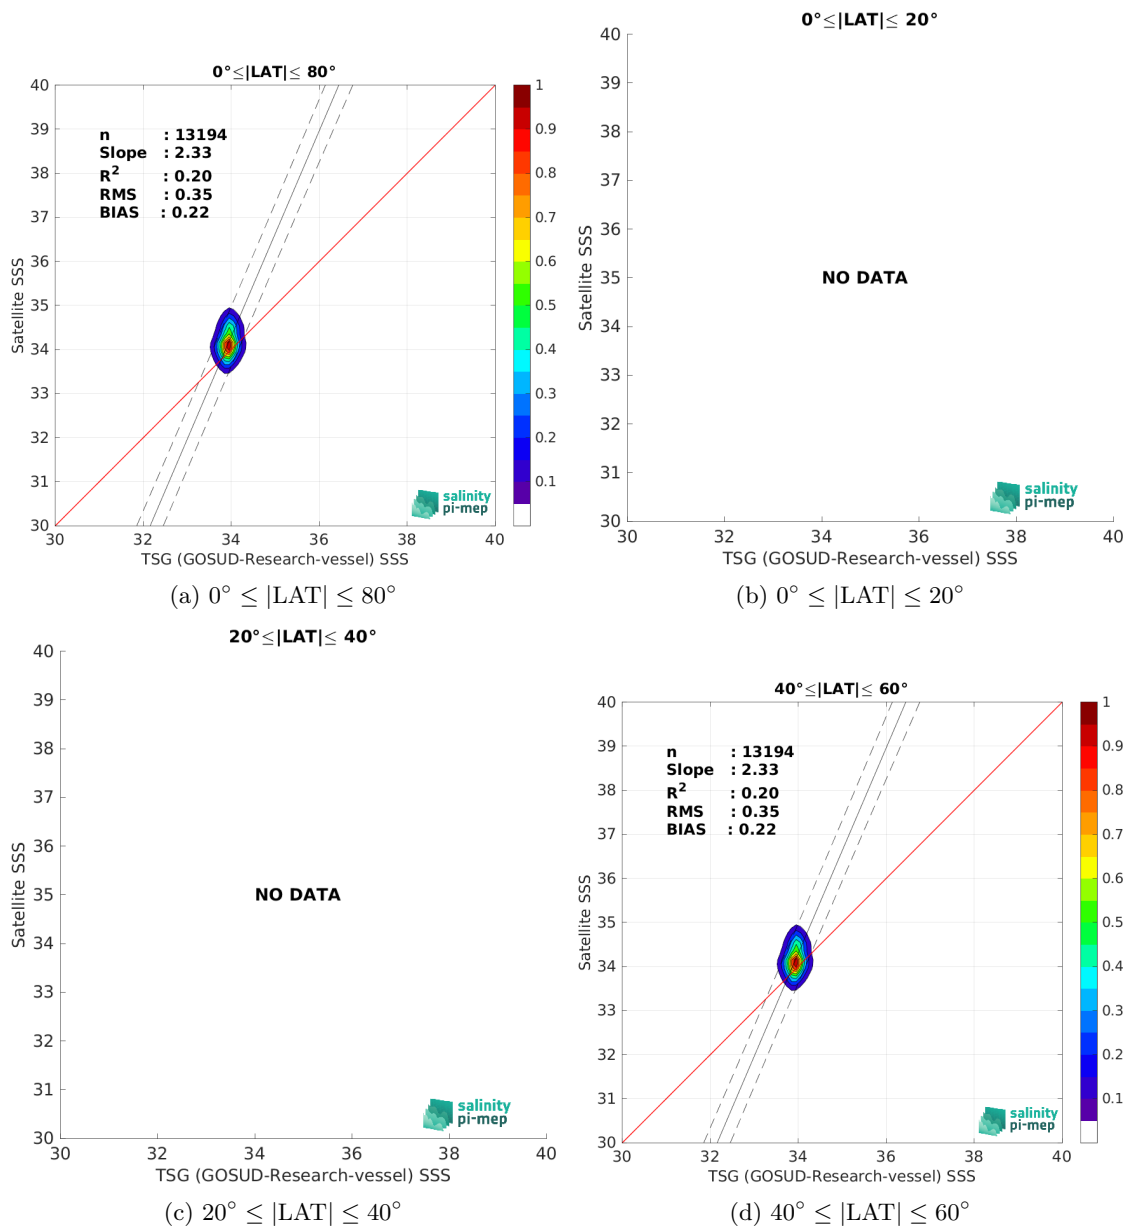 0°≤|LAT|≤ 80°
40
39
38
37
36
35
34
33
32
31
30
Satellite SSS
n : 13194
Slope : 2.33
R² : 0.20
RMS : 0.35
BIAS : 0.22
salinity
pi-mep
30 32 34 36 38 40
TSG (GOSUD-Research-vessel) SSS
1
0.9
0.8
0.7
0.6
0.5
0.4
0.3
0.2
0.1
(a) 0° ≤ |LAT| ≤ 80°
0°≤|LAT|≤ 20°
40
39
38
37
36
35
34
33
32
31
30
Satellite SSS
NO DATA
salinity
pi-mep
30 32 34 36 38 40
TSG (GOSUD-Research-vessel) SSS
(b) 0° ≤ |LAT| ≤ 20°
20°≤|LAT|≤ 40°
40
39
38
37
36
35
34
33
32
31
30
Satellite SSS
NO DATA
salinity
pi-mep
30 32 34 36 38 40
TSG (GOSUD-Research-vessel) SSS
(c) 20° ≤ |LAT| ≤ 40°
40°≤|LAT|≤ 60°
40
39
38
37
36
35
34
33
32
31
30
Satellite SSS
n : 13194
Slope : 2.33
R² : 0.20
RMS : 0.35
BIAS : 0.22
salinity
pi-mep
30 32 34 36 38 40
TSG (GOSUD-Research-vessel) SSS
1
0.9
0.8
0.7
0.6
0.5
0.4
0.3
0.2
0.1
(d) 40° ≤ |LAT| ≤ 60°